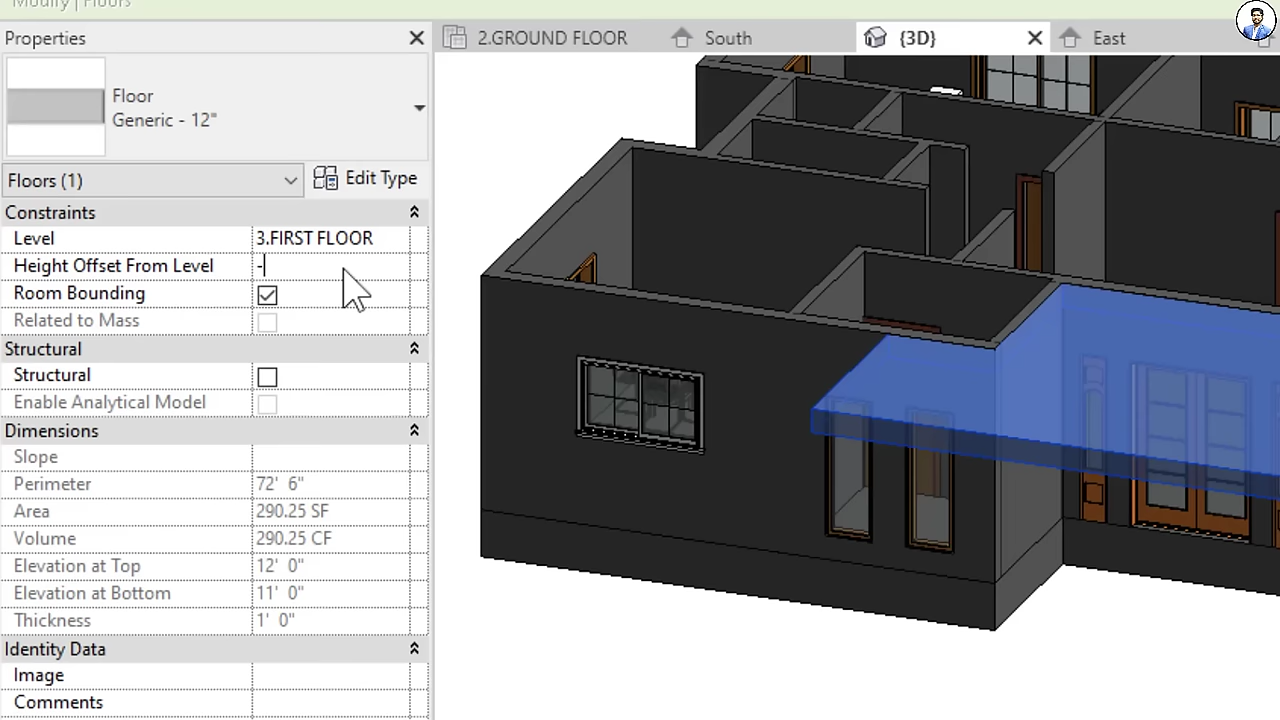 Modify | Floors
Properties
2.GROUND FLOOR
South
{3D}
East
Floor
Generic - 12"
Floors (1)
Edit Type
Constraints
Level 3.FIRST FLOOR
Height Offset From Level -
Room Bounding
Related to Mass
Structural
Structural
Enable Analytical Model
Dimensions
Slope
Perimeter 72' 6"
Area 290.25 SF
Volume 290.25 CF
Elevation at Top 12' 0"
Elevation at Bottom 11' 0"
Thickness 1' 0"
Identity Data
Image
Comments